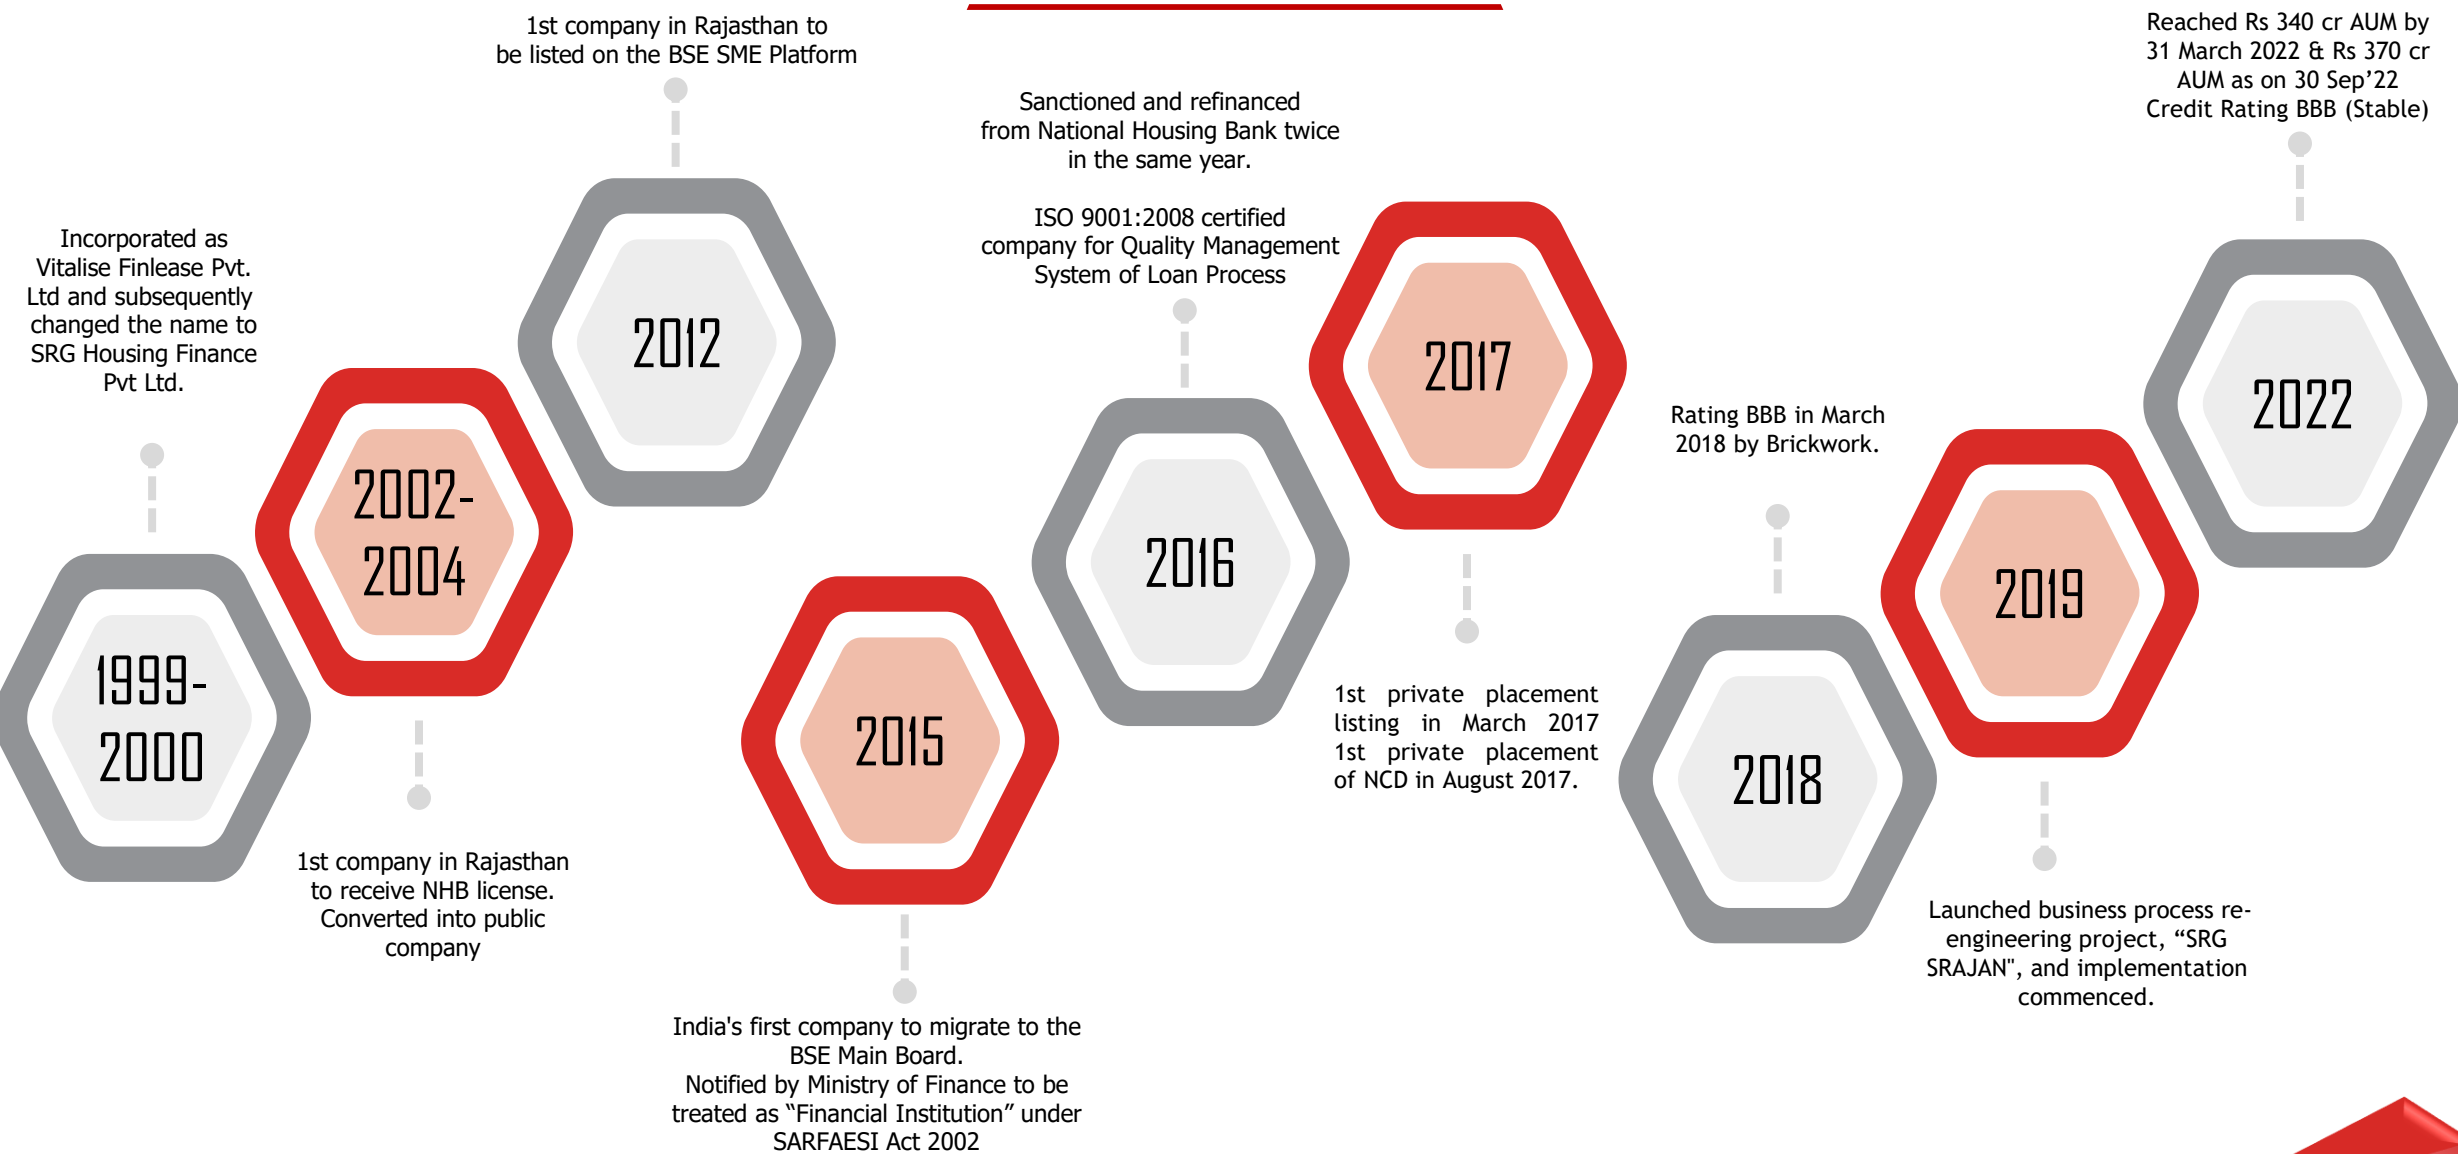 Incorporated as
Vitalise Finlease Pvt.
Ltd and subsequently
changed the name to
SRG Housing Finance
Pvt Ltd.
1999-
2000
2002-
2004
1st company in Rajasthan
to receive NHB license.
Converted into public
company
1st company in Rajasthan to
be listed on the BSE SME Platform
2012
2015
India's first company to migrate to the
BSE Main Board.
Notified by Ministry of Finance to be
treated as “Financial Institution” under
SARFAESI Act 2002
Sanctioned and refinanced
from National Housing Bank twice
in the same year.
ISO 9001:2008 certified
company for Quality Management
System of Loan Process
2016
2017
1st private placement
listing in March 2017
1st private placement
of NCD in August 2017.
Rating BBB in March
2018 by Brickwork.
2018
2019
Launched business process re-
engineering project, “SRG
SRAJAN", and implementation
commenced.
Reached Rs 340 cr AUM by
31 March 2022 & Rs 370 cr
AUM as on 30 Sep’22
Credit Rating BBB (Stable)
2022